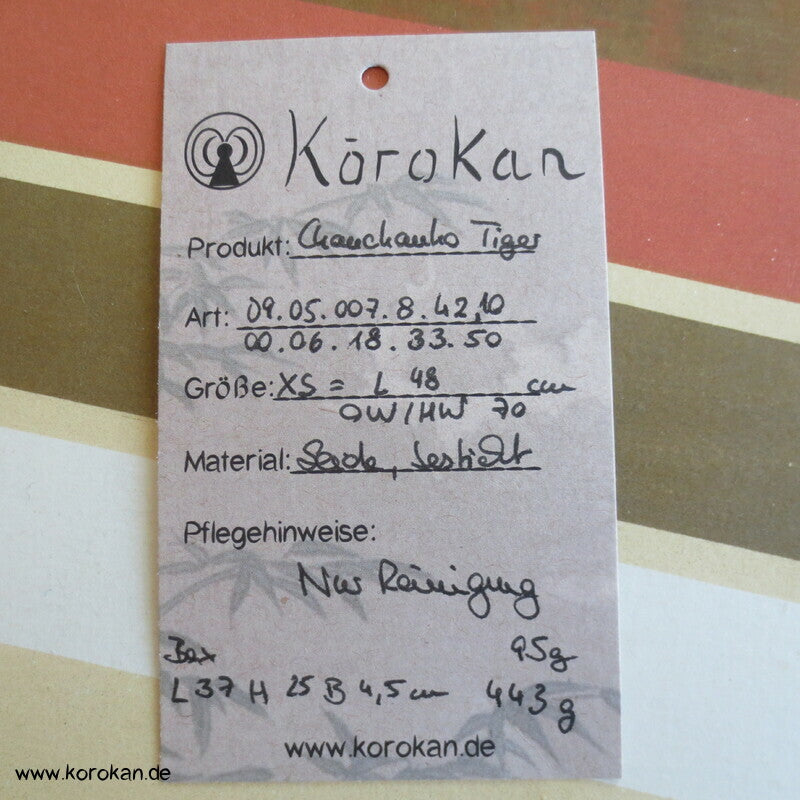 Kōrokan
Produkt: Chanchanko Tiger
Art: 09.05.007.8.42,10
00.06.18.33.50
Größe: XS = L 48 cm
OW/HW 70
Material: Seide, bestickt
Pflegehinweise:
Nur Reinigung
Box 95g
L 37 H 25 B 4,5 cm 443 g
www.korokan.de
www.korokan.de